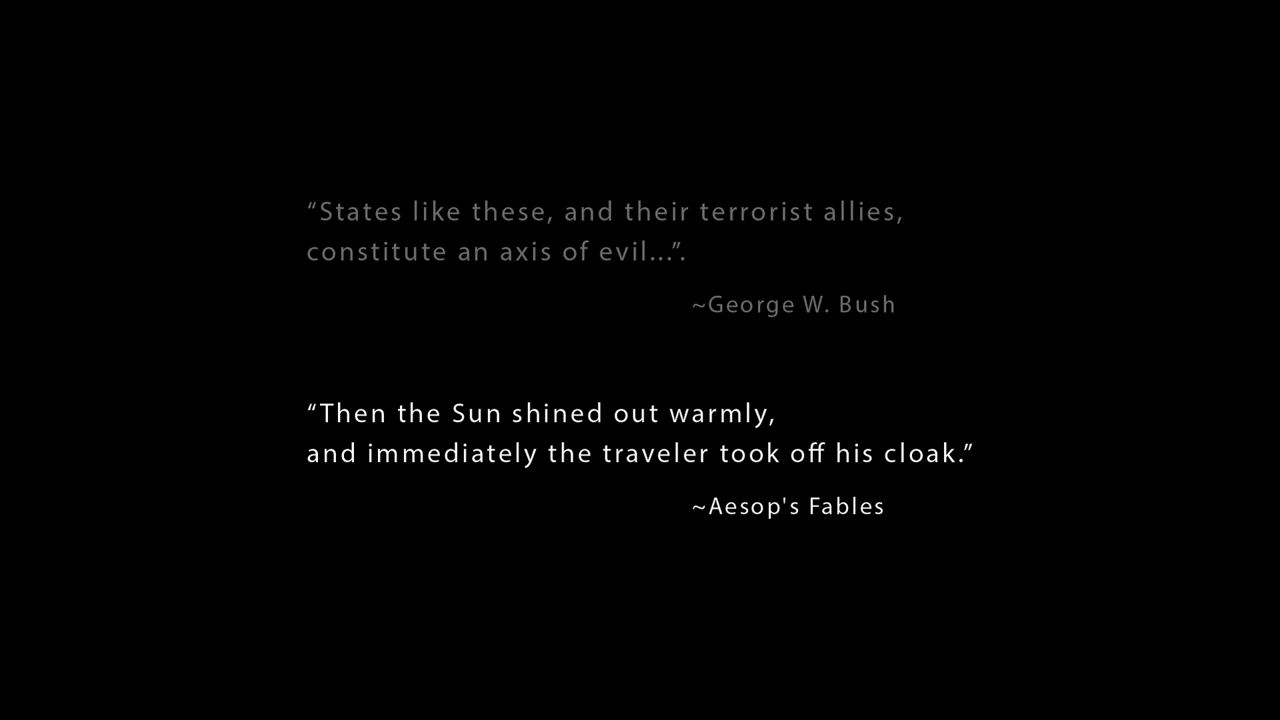 “States like these, and their terrorist allies,
constitute an axis of evil...”.
~George W. Bush
“Then the Sun shined out warmly,
and immediately the traveler took off his cloak.”
~Aesop's Fables